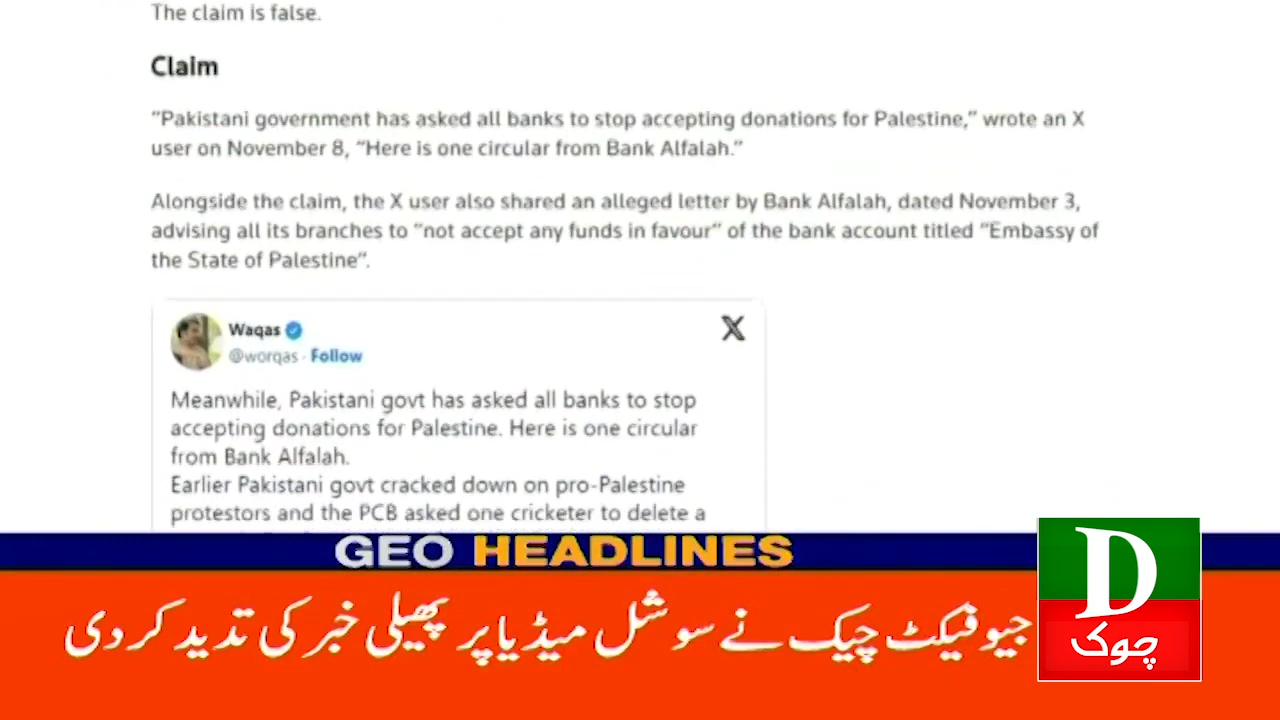 The claim is false.
Claim
“Pakistani government has asked all banks to stop accepting donations for Palestine,” wrote an X
user on November 8, “Here is one circular from Bank Alfalah.”
Alongside the claim, the X user also shared an alleged letter by Bank Alfalah, dated November 3,
advising all its branches to “not accept any funds in favour” of the bank account titled “Embassy of
the State of Palestine”.
Waqas
@worqas · Follow
X
Meanwhile, Pakistani govt has asked all banks to stop
accepting donations for Palestine. Here is one circular
from Bank Alfalah.
Earlier Pakistani govt cracked down on pro-Palestine
protestors and the PCB asked one cricketer to delete a
GEO HEADLINES
جیو فیکٹ چیک نے سوشل میڈیا پر پھیلی خبر کی تدید کر دی
D
چوک